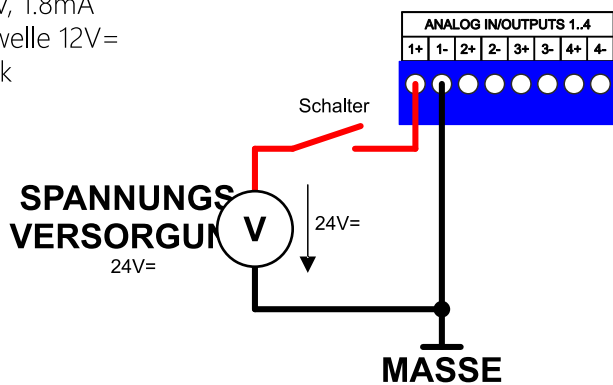 V, 1.8mA
welle 12V=
k
ANALOG IN/OUTPUTS 1..4
1+ 1- 2+ 2- 3+ 3- 4+ 4-
Schalter
SPANNUNGS
VERSORGUN
V
24V=
24V=
MASSE